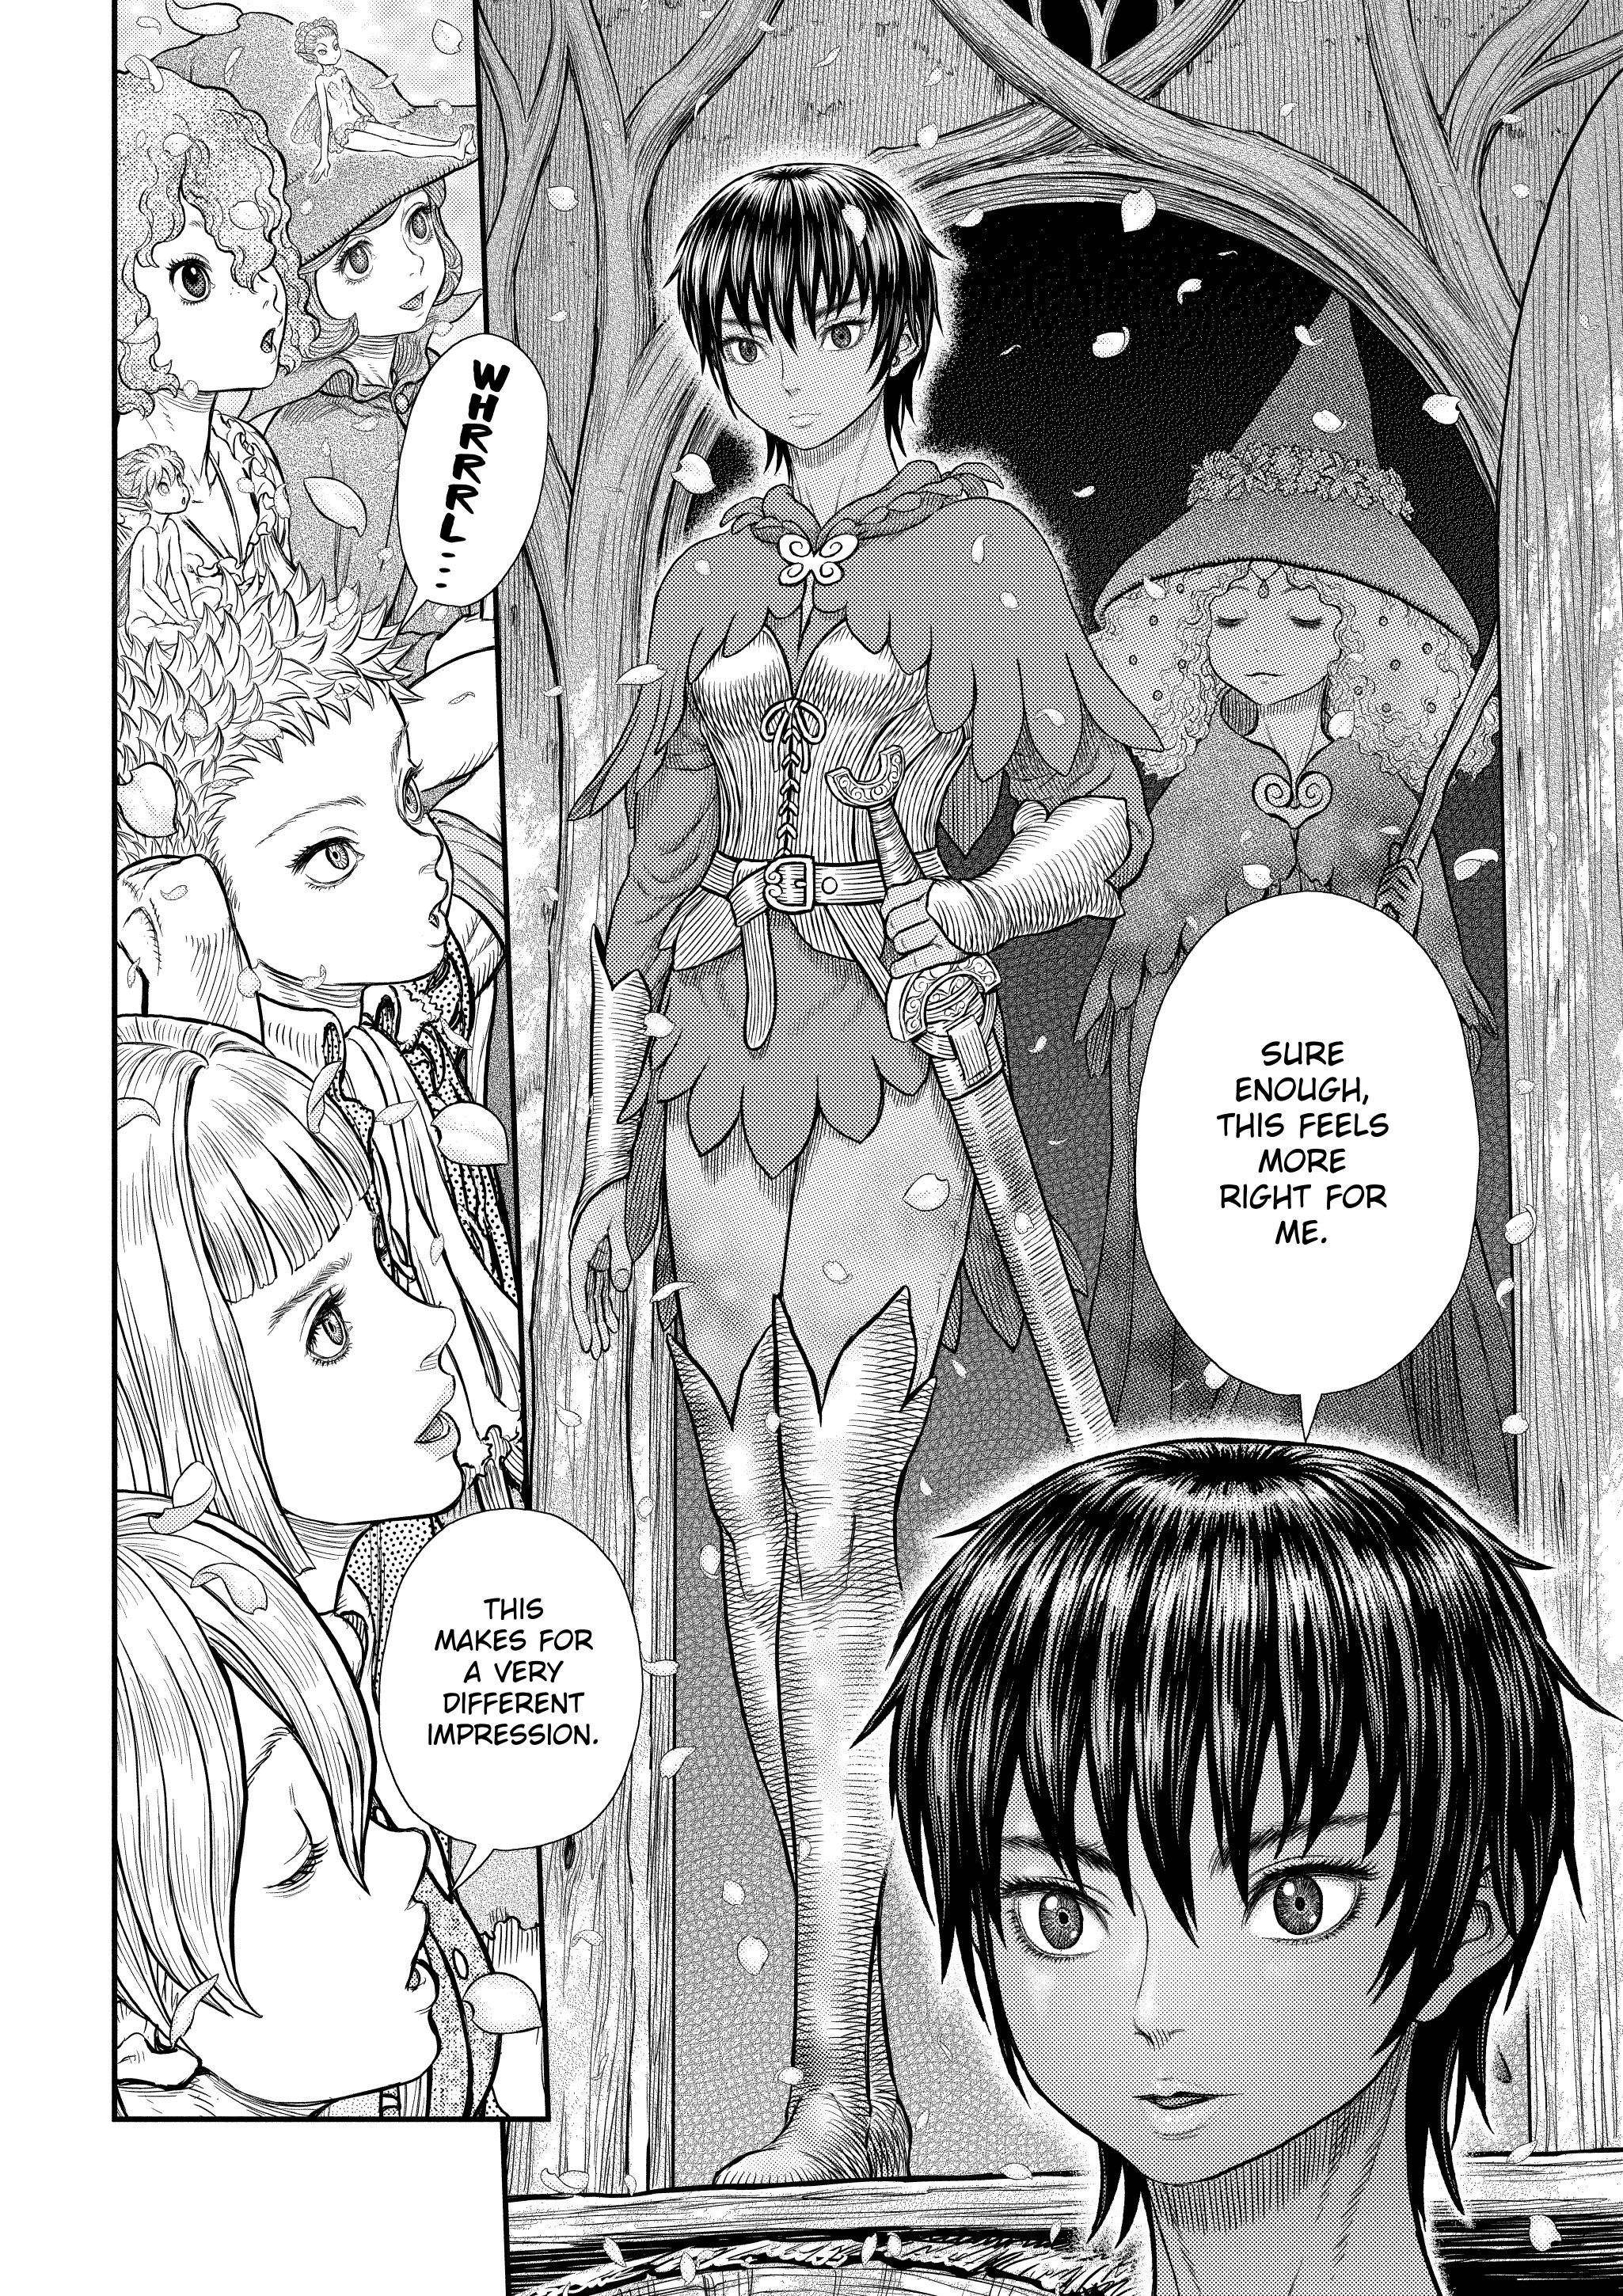 SURE
ENOUGH,
THIS FEELS
MORE
RIGHT FOR
ME.
WHRRRL...
THIS
MAKES FOR
A VERY
DIFFERENT
IMPRESSION.